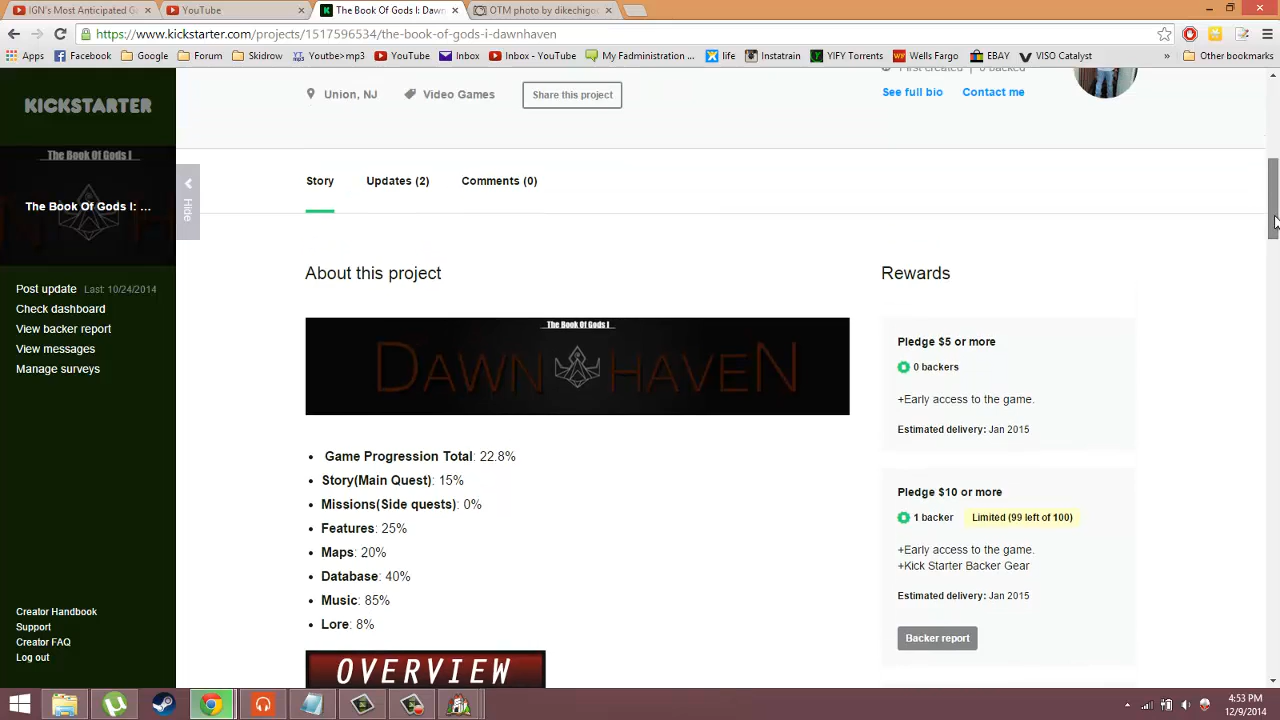 IGN's Most Anticipated G
YouTube
The Book Of Gods I: Dawn
OTM photo by dikechigod
https://www.kickstarter.com/projects/1517596534/the-book-of-gods-i-dawnhaven
Apps
Google
Forum
Skidrow
Youtbe>mp3
YouTube
Inbox
Inbox - YouTube
My Fadministration ...
life
Instatrain
YIFY Torrents
Wells Fargo
EBAY
VISO Catalyst
»
Other bookmarks
KICKSTARTER
The Book Of Gods I
The Book Of Gods I: ...
Hide
Post update Last: 10/24/2014
Check dashboard
View backer report
View messages
Manage surveys
Creator Handbook
Support
Creator FAQ
Log out
First created | 0 backed
See full bio
Contact me
Union, NJ
Video Games
Share this project
Story
Updates (2)
Comments (0)
About this project
The Book Of Gods I
DAWN HAVEN
Game Progression Total: 22.8%
Story(Main Quest): 15%
Missions(Side quests): 0%
Features: 25%
Maps: 20%
Database: 40%
Music: 85%
Lore: 8%
OVERVIEW
Rewards
Pledge $5 or more
0 backers
+Early access to the game.
Estimated delivery: Jan 2015
Pledge $10 or more
1 backer
Limited (99 left of 100)
+Early access to the game.
+Kick Starter Backer Gear
Estimated delivery: Jan 2015
Backer report
4:53 PM
12/9/2014